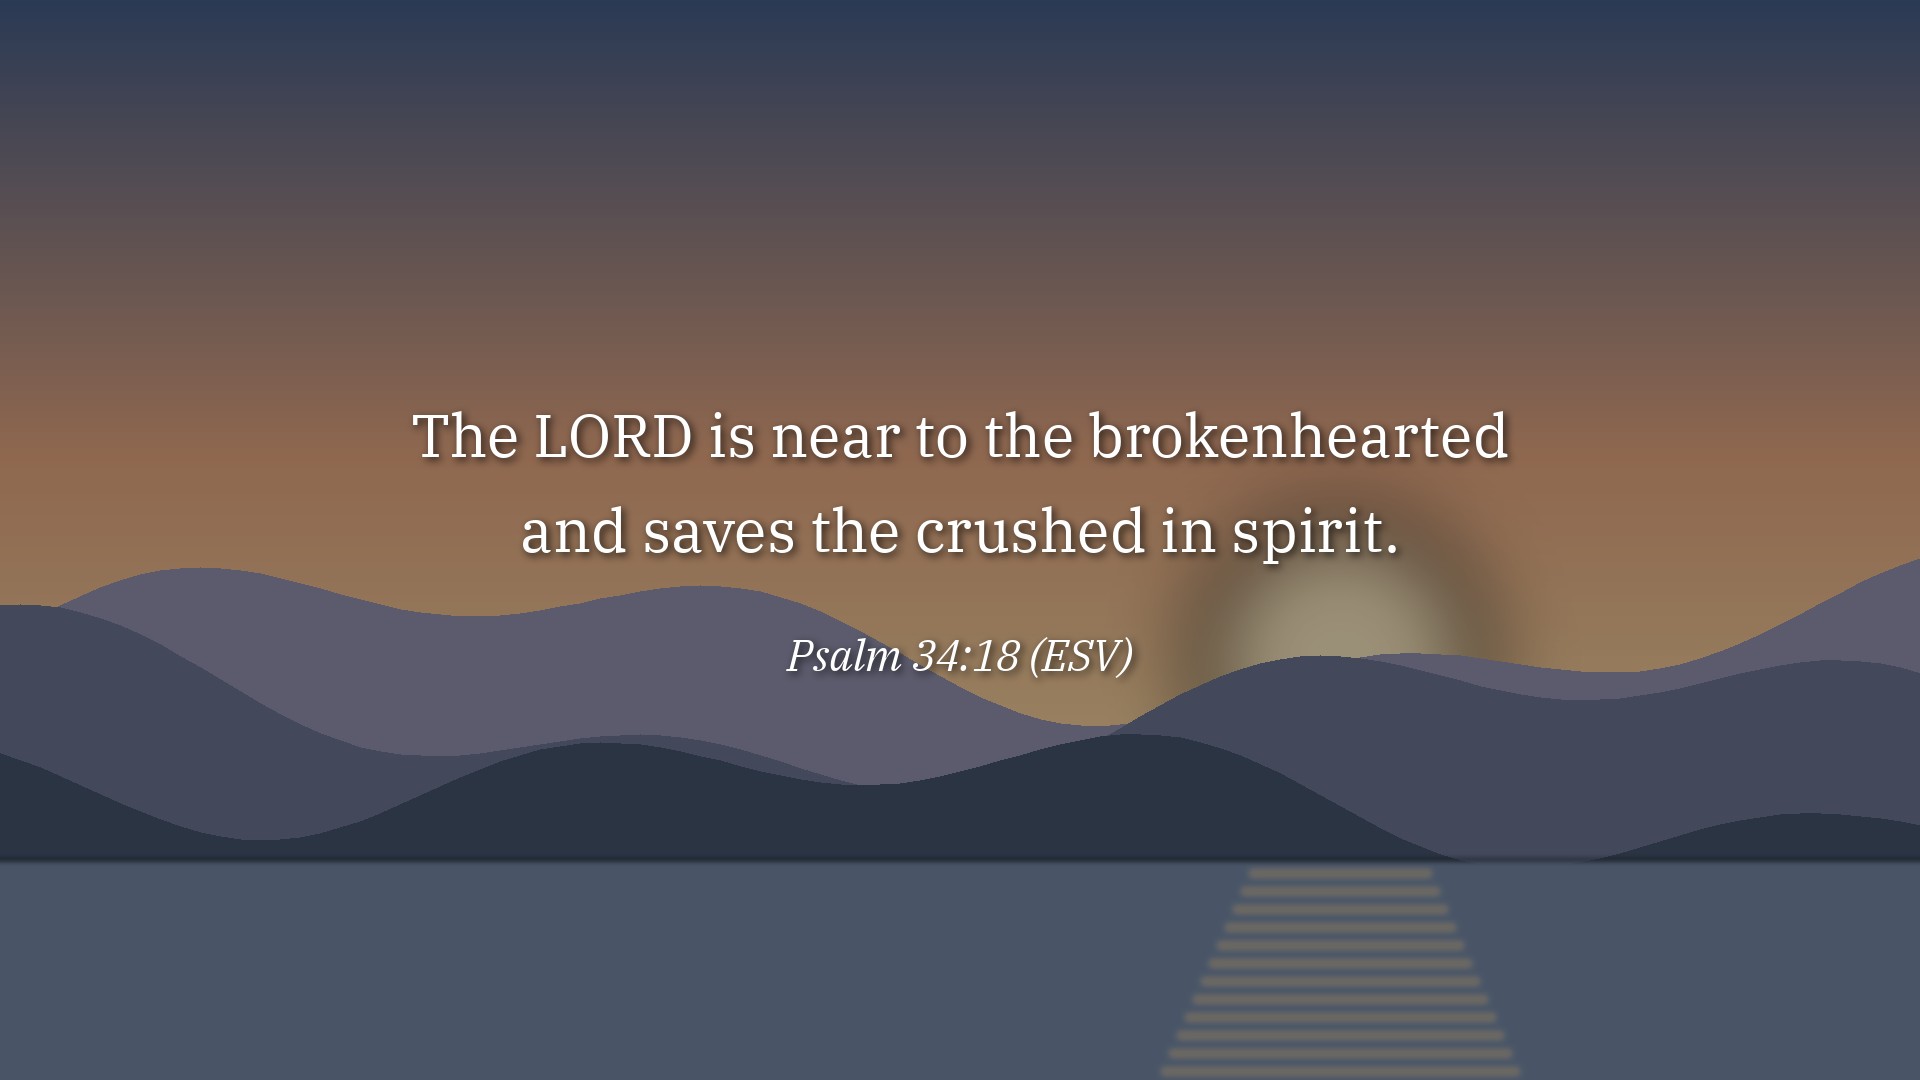 The LORD is near to the brokenhearted
and saves the crushed in spirit.
Psalm 34:18 (ESV)